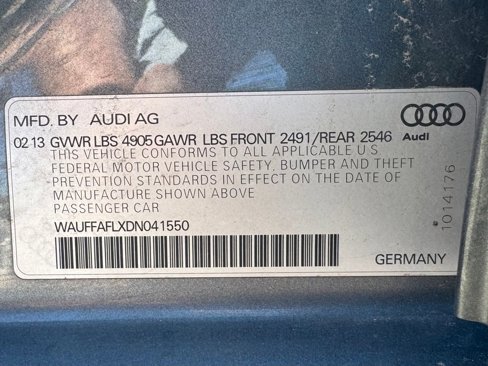 MFD. BY AUDI AG
02 13 GVWR LBS 4905 GAWR LBS FRONT 2491/REAR 2546
Audi
THIS VEHICLE CONFORMS TO ALL APPLICABLE U.S
FEDERAL MOTOR VEHICLE SAFETY, BUMPER AND THEFT
-PREVENTION STANDARDS IN EFFECT ON THE DATE OF
MANUFACTURE SHOWN ABOVE
PASSENGER CAR
WAUFFAFLXDN041550
GERMANY
1014176